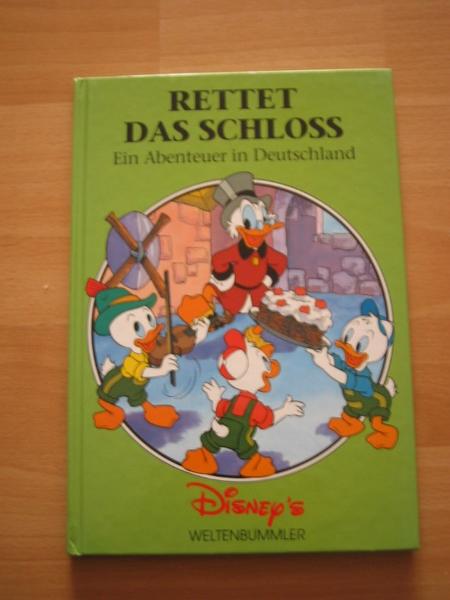 RETTET
DAS SCHLOSS
Ein Abenteuer in Deutschland
DISNEY'S
WELTENBUMMLER